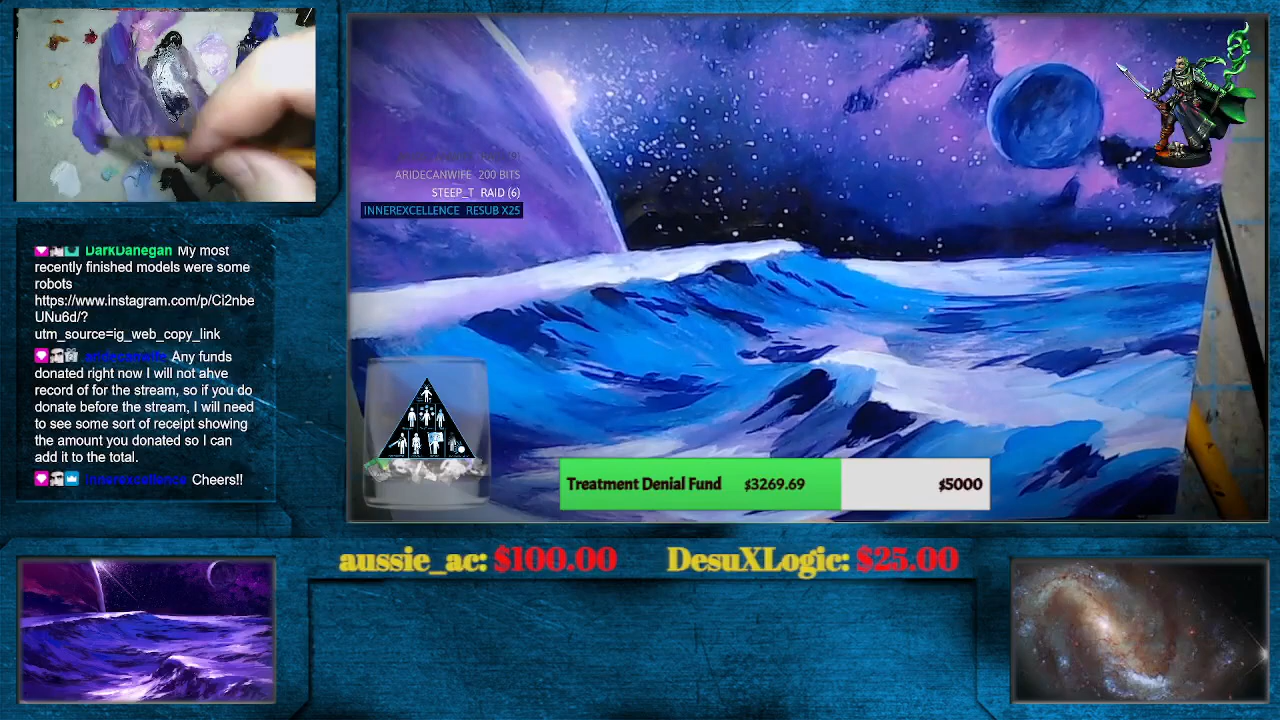 ARIDECANWIFE 200 BITS
STEEP_T RAID (6)
INNEREXCELLENCE RESUB X25
DarkDanegan My most
recently finished models were some
robots
https://www.instagram.com/p/Ci2nbe
UNu6d/?
utm_source=ig_web_copy_link
aridecanwife Any funds
donated right now I will not ahve
record of for the stream, so if you do
donate before the stream, I will need
to see some sort of receipt showing
the amount you donated so I can
add it to the total.
innerexcellence Cheers!!
Treatment Denial Fund $3269.69 $5000
aussie_ac: $100.00 DesuXLogic: $25.00